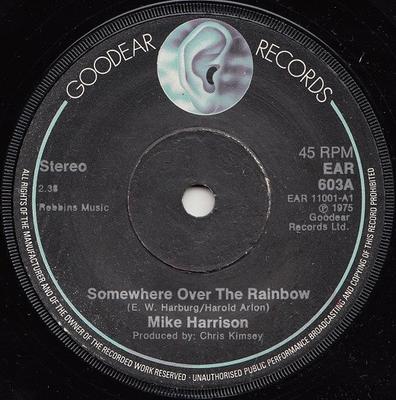 GOODEAR RECORDS
Stereo
2.38
Robbins Music
45 RPM
EAR
603A
EAR 11001-A1
℗ 1975
Goodear
Records Ltd.
Somewhere Over The Rainbow
(E. W. Harburg/Harold Arlon)
Mike Harrison
Produced by: Chris Kimsey
ALL RIGHTS OF THE MANUFACTURER AND OF THE OWNER OF THE RECORDED WORK RESERVED - UNAUTHORISED PUBLIC PERFORMANCE BROADCASTING AND COPYING OF THIS RECORD PROHIBITED